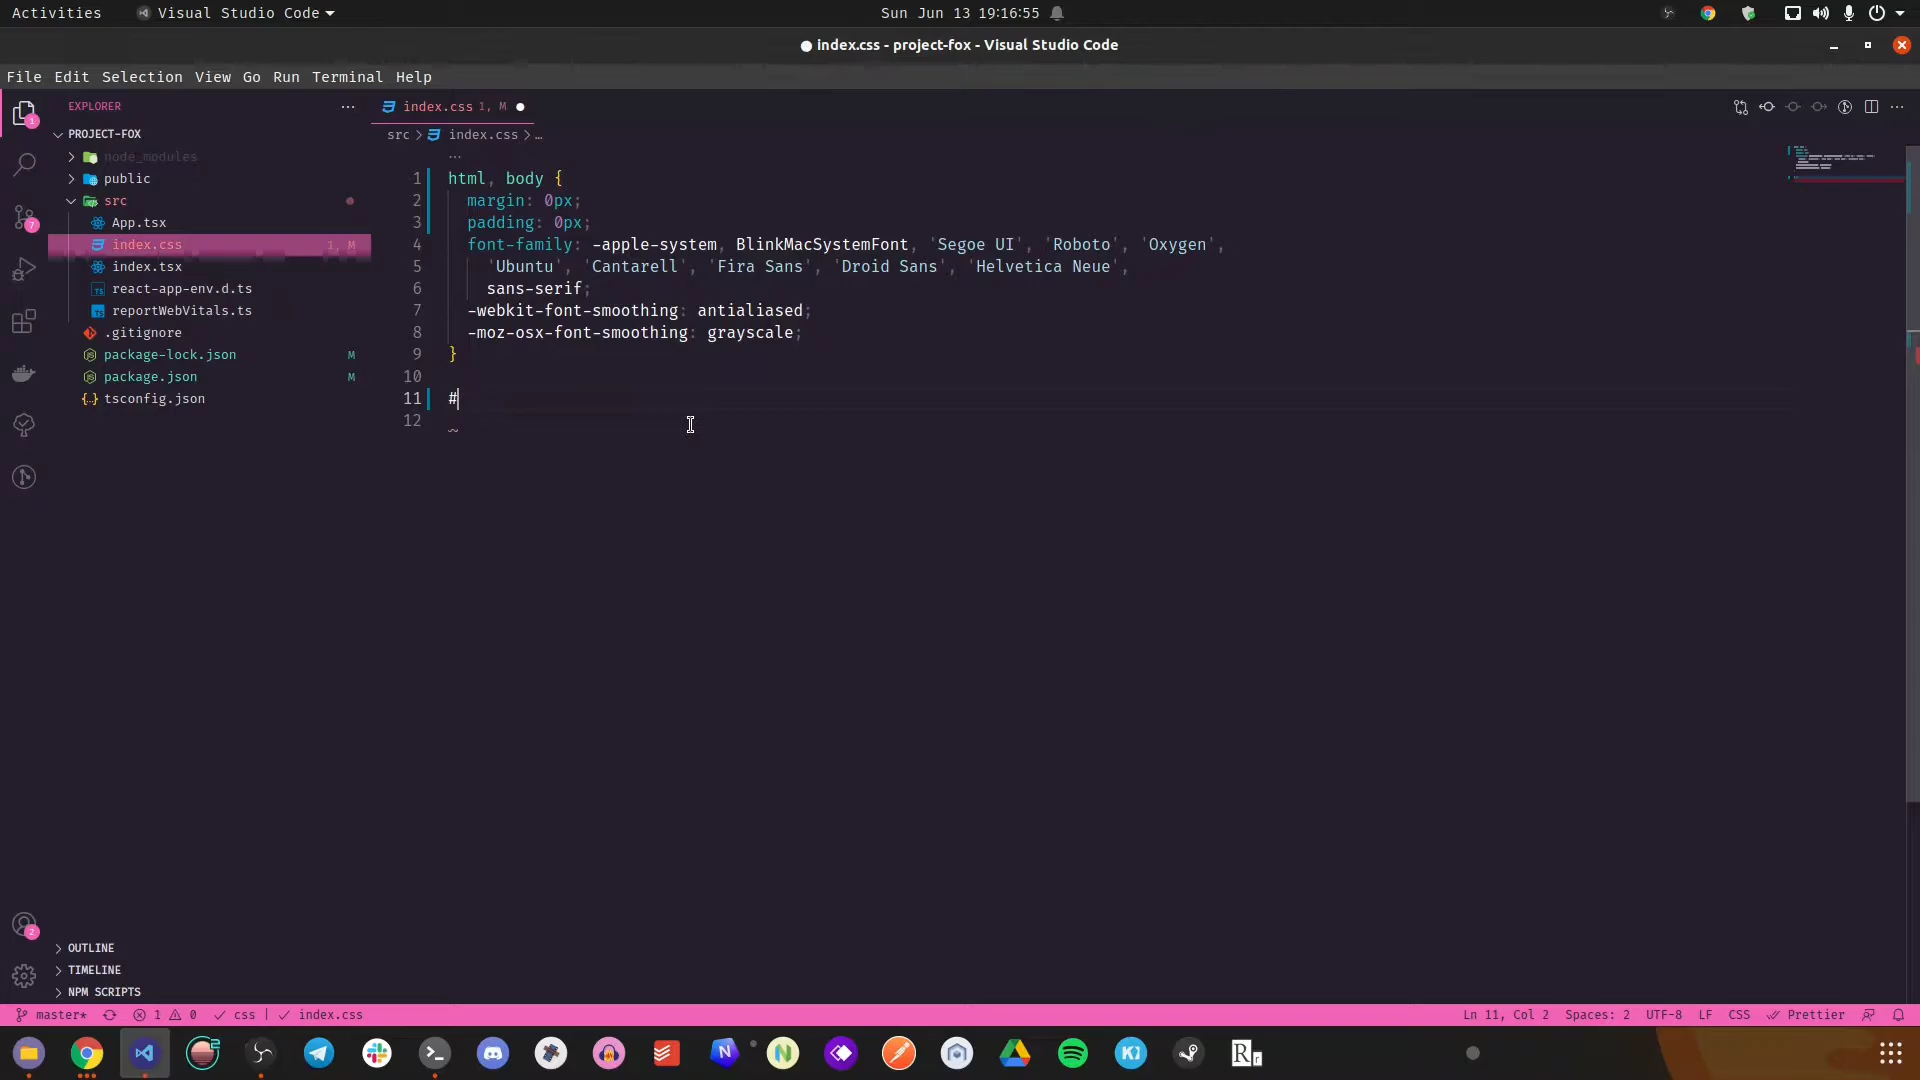 Activities
Visual Studio Code
Sun Jun 13 19:16:55
● index.css - project-fox - Visual Studio Code
File Edit Selection View Go Run Terminal Help
EXPLORER
PROJECT-FOX
node_modules
public
src
App.tsx
index.css 1, M
index.tsx
react-app-env.d.ts
reportWebVitals.ts
.gitignore
package-lock.json M
package.json M
tsconfig.json
OUTLINE
TIMELINE
NPM SCRIPTS
1
7
2
index.css 1, M ●
src > index.css > …
1 html, body {
2 margin: 0px;
3 padding: 0px;
4 font-family: -apple-system, BlinkMacSystemFont, 'Segoe UI', 'Roboto', 'Oxygen',
5 'Ubuntu', 'Cantarell', 'Fira Sans', 'Droid Sans', 'Helvetica Neue',
6 sans-serif;
7 -webkit-font-smoothing: antialiased;
8 -moz-osx-font-smoothing: grayscale;
9 }
10
11 #
12
master* 1 0 css | index.css
Ln 11, Col 2 Spaces: 2 UTF-8 LF CSS Prettier